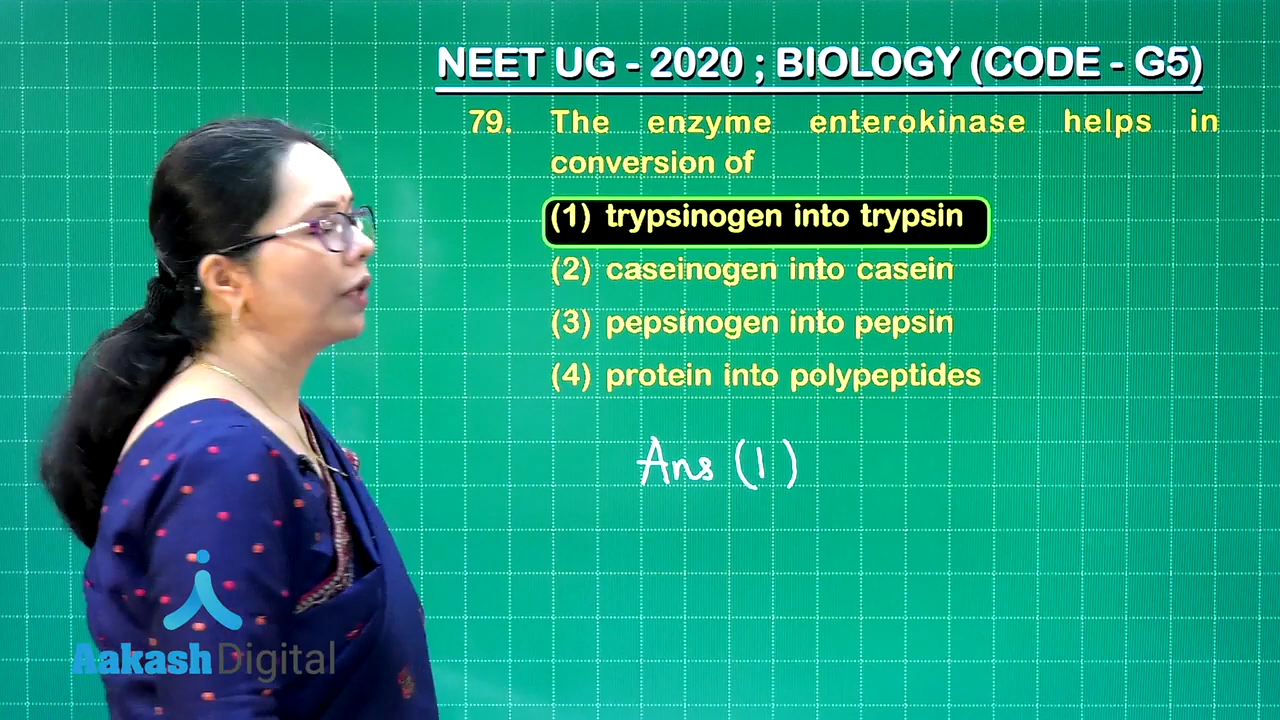 NEET UG - 2020 ; BIOLOGY (CODE - G5)
79. The enzyme enterokinase helps in
conversion of
(1) trypsinogen into trypsin
(2) caseinogen into casein
(3) pepsinogen into pepsin
(4) protein into polypeptides
Ans (1)
Aakash Digital